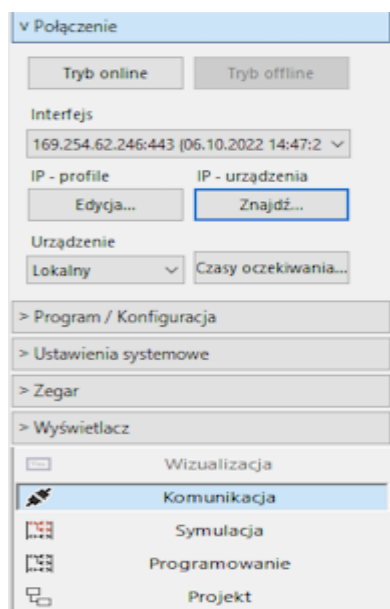 v Połączenie
Tryb online Tryb offline
Interfejs
169.254.62.246:443 (06.10.2022 14:47:2
IP - profile IP - urządzenia
Edycja... Znajdź...
Urządzenie
Lokalny Czasy oczekiwania...
> Program / Konfiguracja
> Ustawienia systemowe
> Zegar
> Wyświetlacz
Wizualizacja
Komunikacja
Symulacja
Programowanie
Projekt